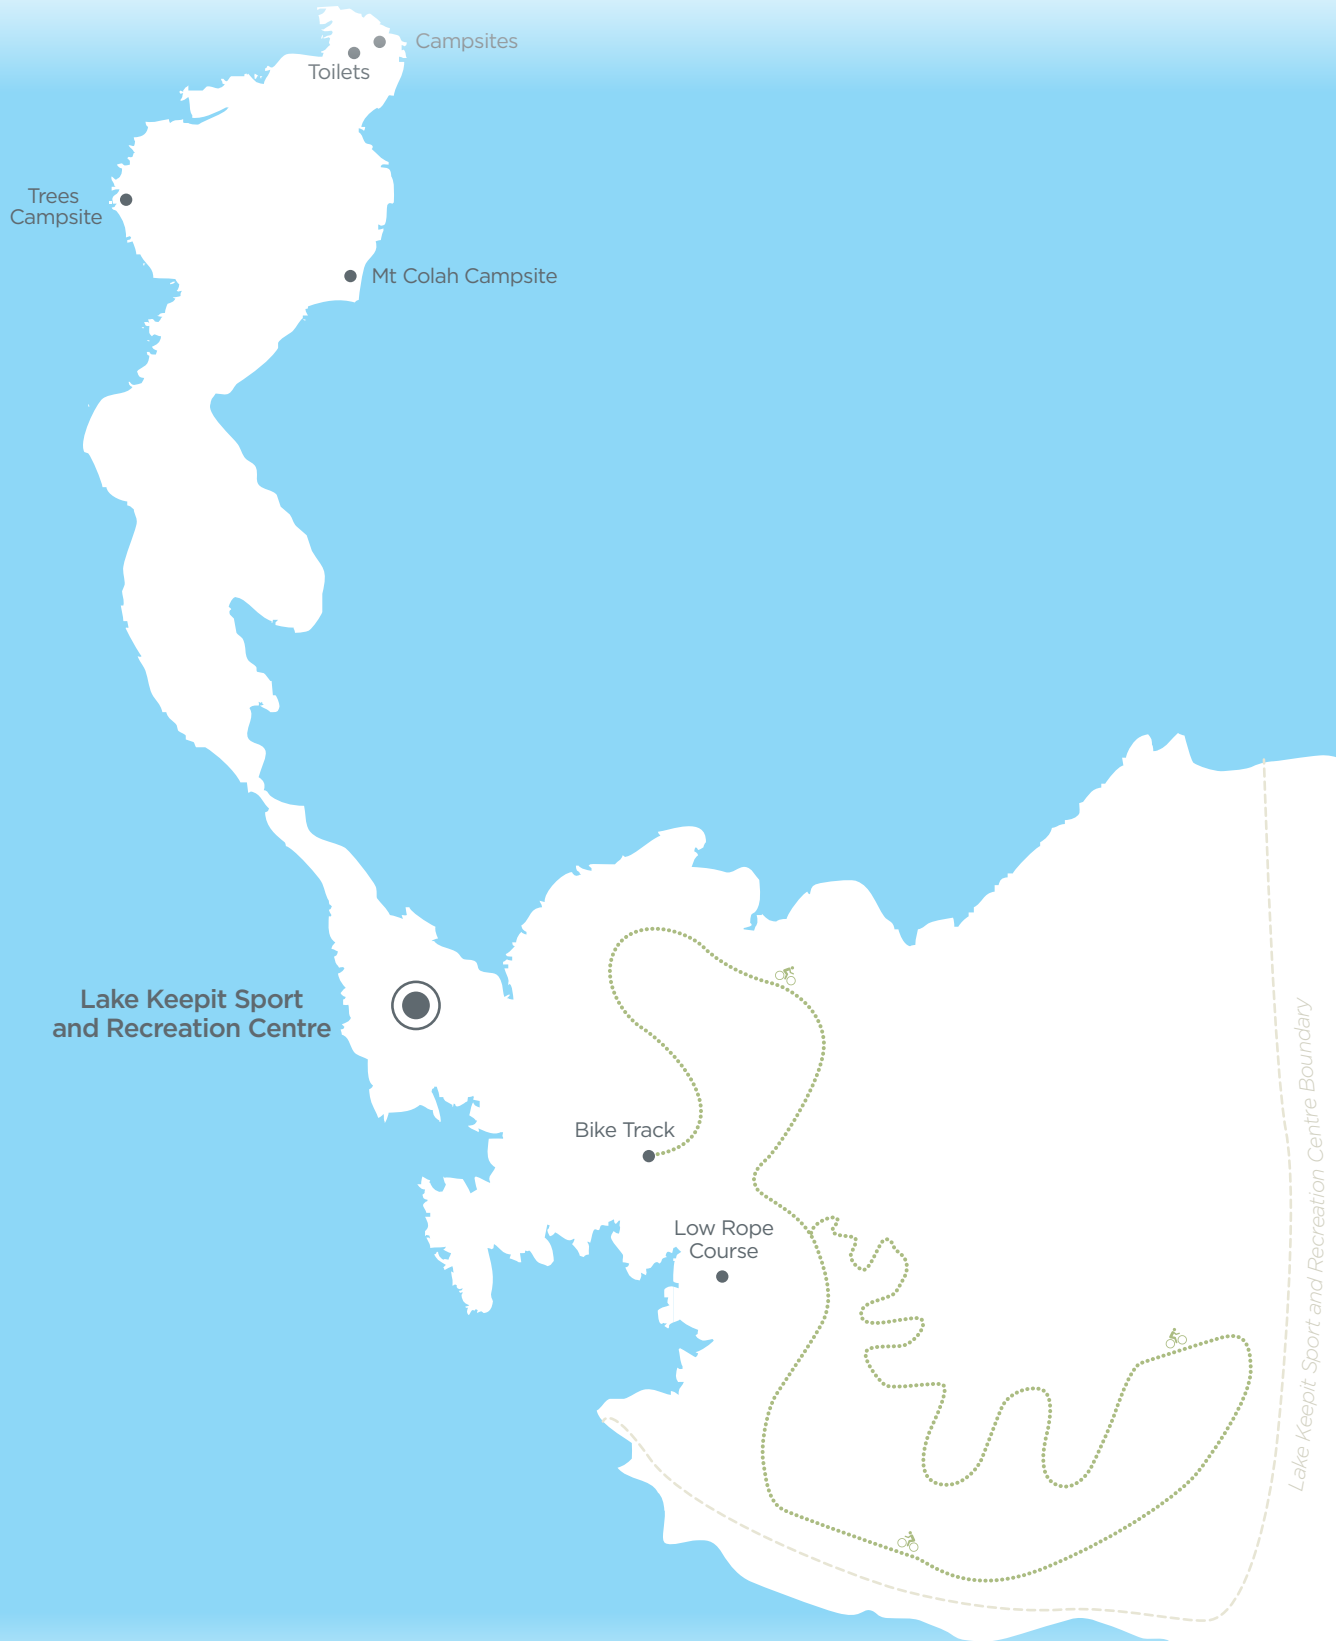 Campsites
Toilets
Trees
Campsite
Mt Colah Campsite
Lake Keepit Sport
and Recreation Centre
Bike Track
Low Rope
Course
Lake Keepit Sport and Recreation Centre Boundary